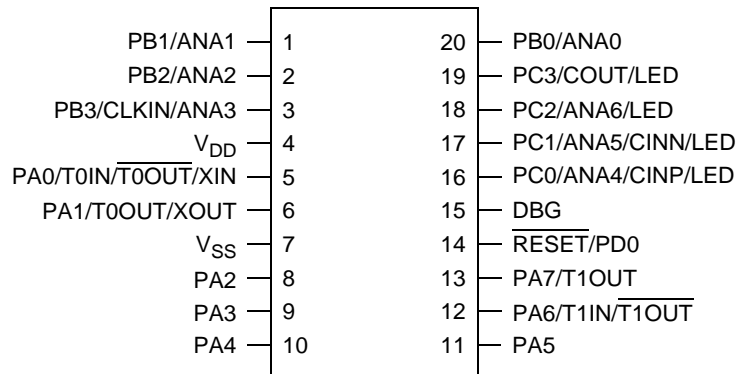 PB1/ANA1 1 20 PB0/ANA0
PB2/ANA2 2 19 PC3/COUT/LED
PB3/CLKIN/ANA3 3 18 PC2/ANA6/LED
VDD 4 17 PC1/ANA5/CINN/LED
PA0/T0IN/T0OUT/XIN 5 16 PC0/ANA4/CINP/LED
PA1/T0OUT/XOUT 6 15 DBG
VSS 7 14 RESET/PD0
PA2 8 13 PA7/T1OUT
PA3 9 12 PA6/T1IN/T1OUT
PA4 10 11 PA5